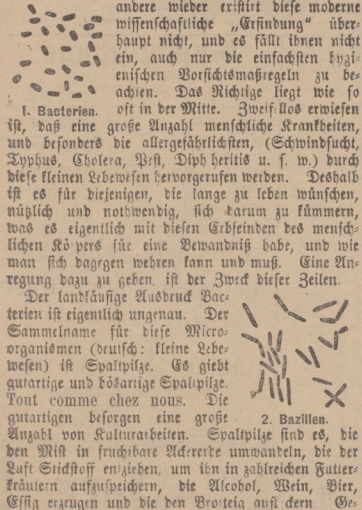 andere wieder existirt diese moderne
wissenschaftliche „Erfindung“ über-
haupt nicht, und es fällt ihnen nicht
ein, auch nur die einfachsten hygi-
enischen Vorsichtsmaßregeln zu be-
achten. Das Richtige liegt wie so
1. Bacterien.
oft in der Mitte. Zweif llos erwiesen
ist, daß eine große Anzahl menschliche Krankheiten
und besonders die allergefährlichsten, (Schwindsucht,
Typhus, Cholera, Pest, Diph heritis u. s. w.) durch
diese kleinen Lebewesen hervorgerufen werden. Deshalb
ist es für diejenigen, die lange zu leben wünschen,
nützlich und nothwendig, sich darum zu kümmern,
was es eigentlich mit diesen Erbfeinden des mensch-
lichen Kö pers für eine Bewandniß habe, und wie
man sich dagegen wehren kann und muß. Eine An-
regung dazu zu geben, ist der Zweck dieser Zeilen.
Der landläufige Ausdruck Bac-
terien ist eigentlich ungenau. Der
Sammelname für diese Micro-
organismen (deutsch: kleine Lebe-
wesen) ist Spaltpilze. Es giebt
gutartige und bösartige Spaltpilze.
Tout comme chez nous. Die
gutartigen besorgen eine große
2. Bazillen.
Anzahl von Kulturarbeiten. Spaltpilze sind es, die
den Mist in fruchtbare Ackererde umwandeln, die der
Luft Stickstoff entziehen, um ihn in zahlreichen Futter-
kräutern aufzuspeichern, die Alcohol, Wein, Bier,
Essig erzeugen und die den Brotteig aufl ckern Ge-